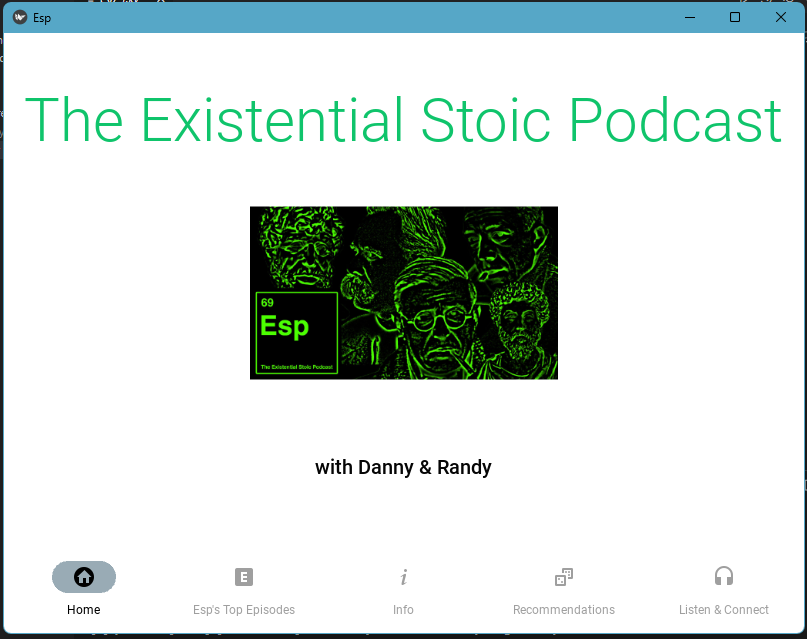 Esp
The Existential Stoic Podcast
69
Esp
The Existential Stoic Podcast
with Danny & Randy
Home
Esp's Top Episodes
Info
Recommendations
Listen & Connect